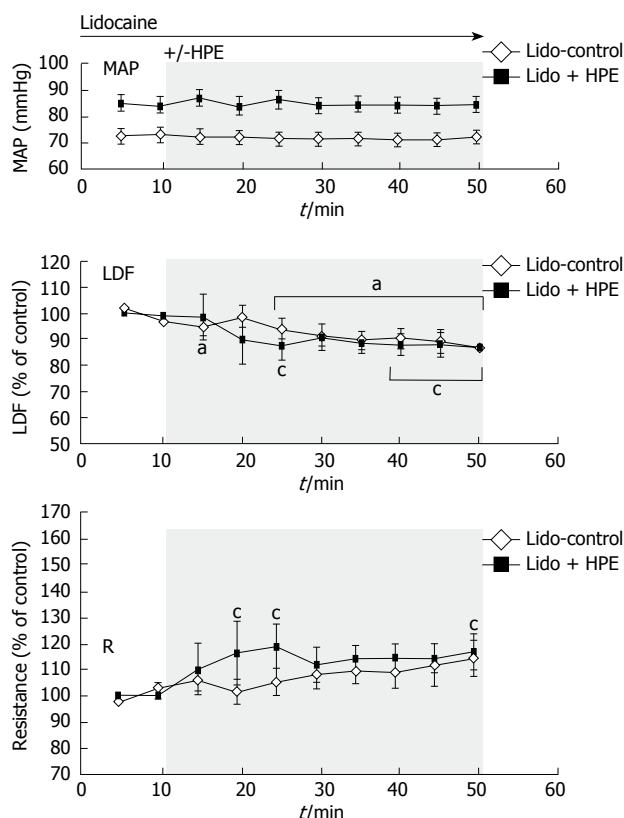 Lidocaine
+/-HPE
MAP
Lido-control
Lido + HPE
MAP (mmHg)
100
90
80
70
60
0 10 20 30 40 50 60
t/min
LDF
a
Lido-control
Lido + HPE
LDF (% of control)
120
110
100
90
80
70
60
50
a
c
c
0 10 20 30 40 50 60
t/min
Lido-control
Lido + HPE
Resistance (% of control)
170
160
150
140
130
120
110
100
90
80
70
c c c
R
0 10 20 30 40 50 60
t/min